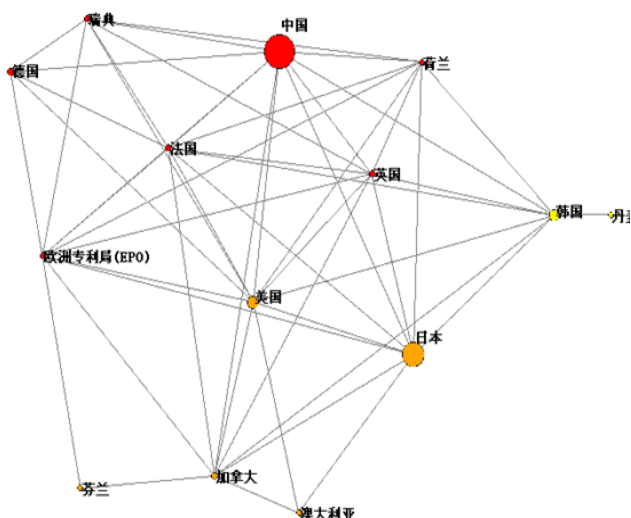 瑞典
中国
德国
荷兰
法国
英国
韩国
欧洲专利局(EPO)
美国
日本
加拿大
芬兰
澳大利亚